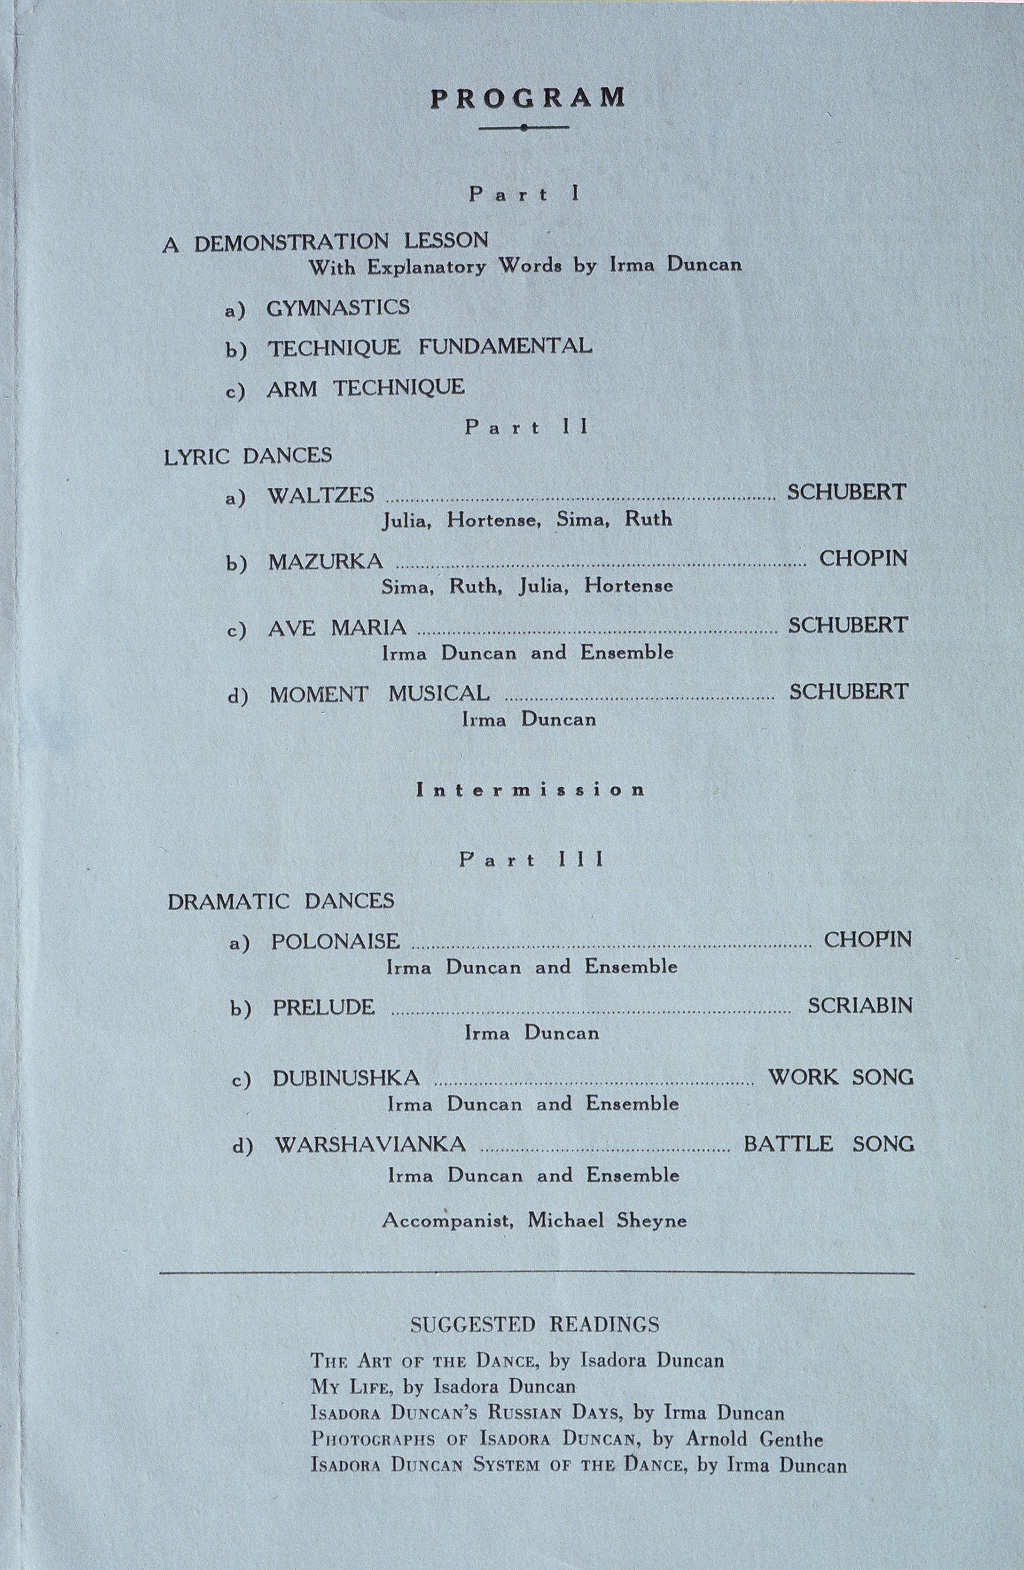 PROGRAM
Part I
A DEMONSTRATION LESSON
With Explanatory Words by Irma Duncan
a) GYMNASTICS
b) TECHNIQUE FUNDAMENTAL
c) ARM TECHNIQUE
Part II
LYRIC DANCES
a) WALTZES ........................ SCHUBERT
Julia, Hortense, Sima, Ruth
b) MAZURKA ........................ CHOPIN
Sima, Ruth, Julia, Hortense
c) AVE MARIA ........................ SCHUBERT
Irma Duncan and Ensemble
d) MOMENT MUSICAL ........................ SCHUBERT
Irma Duncan
Intermission
Part III
DRAMATIC DANCES
a) POLONAISE ........................ CHOPIN
Irma Duncan and Ensemble
b) PRELUDE ........................ SCRIABIN
Irma Duncan
c) DUBINUSHKA ........................ WORK SONG
Irma Duncan and Ensemble
d) WARSHAVIANKA ........................ BATTLE SONG
Irma Duncan and Ensemble
Accompanist, Michael Sheyne
SUGGESTED READINGS
THE ART OF THE DANCE, by Isadora Duncan
MY LIFE, by Isadora Duncan
ISADORA DUNCAN'S RUSSIAN DAYS, by Irma Duncan
PHOTOGRAPHS OF ISADORA DUNCAN, by Arnold Genthe
ISADORA DUNCAN SYSTEM OF THE DANCE, by Irma Duncan